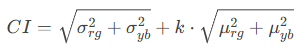 $CI = \sqrt{\sigma_{rg}^2 + \sigma_{yb}^2} + k \cdot \sqrt{\mu_{rg}^2 + \mu_{yb}^2}$